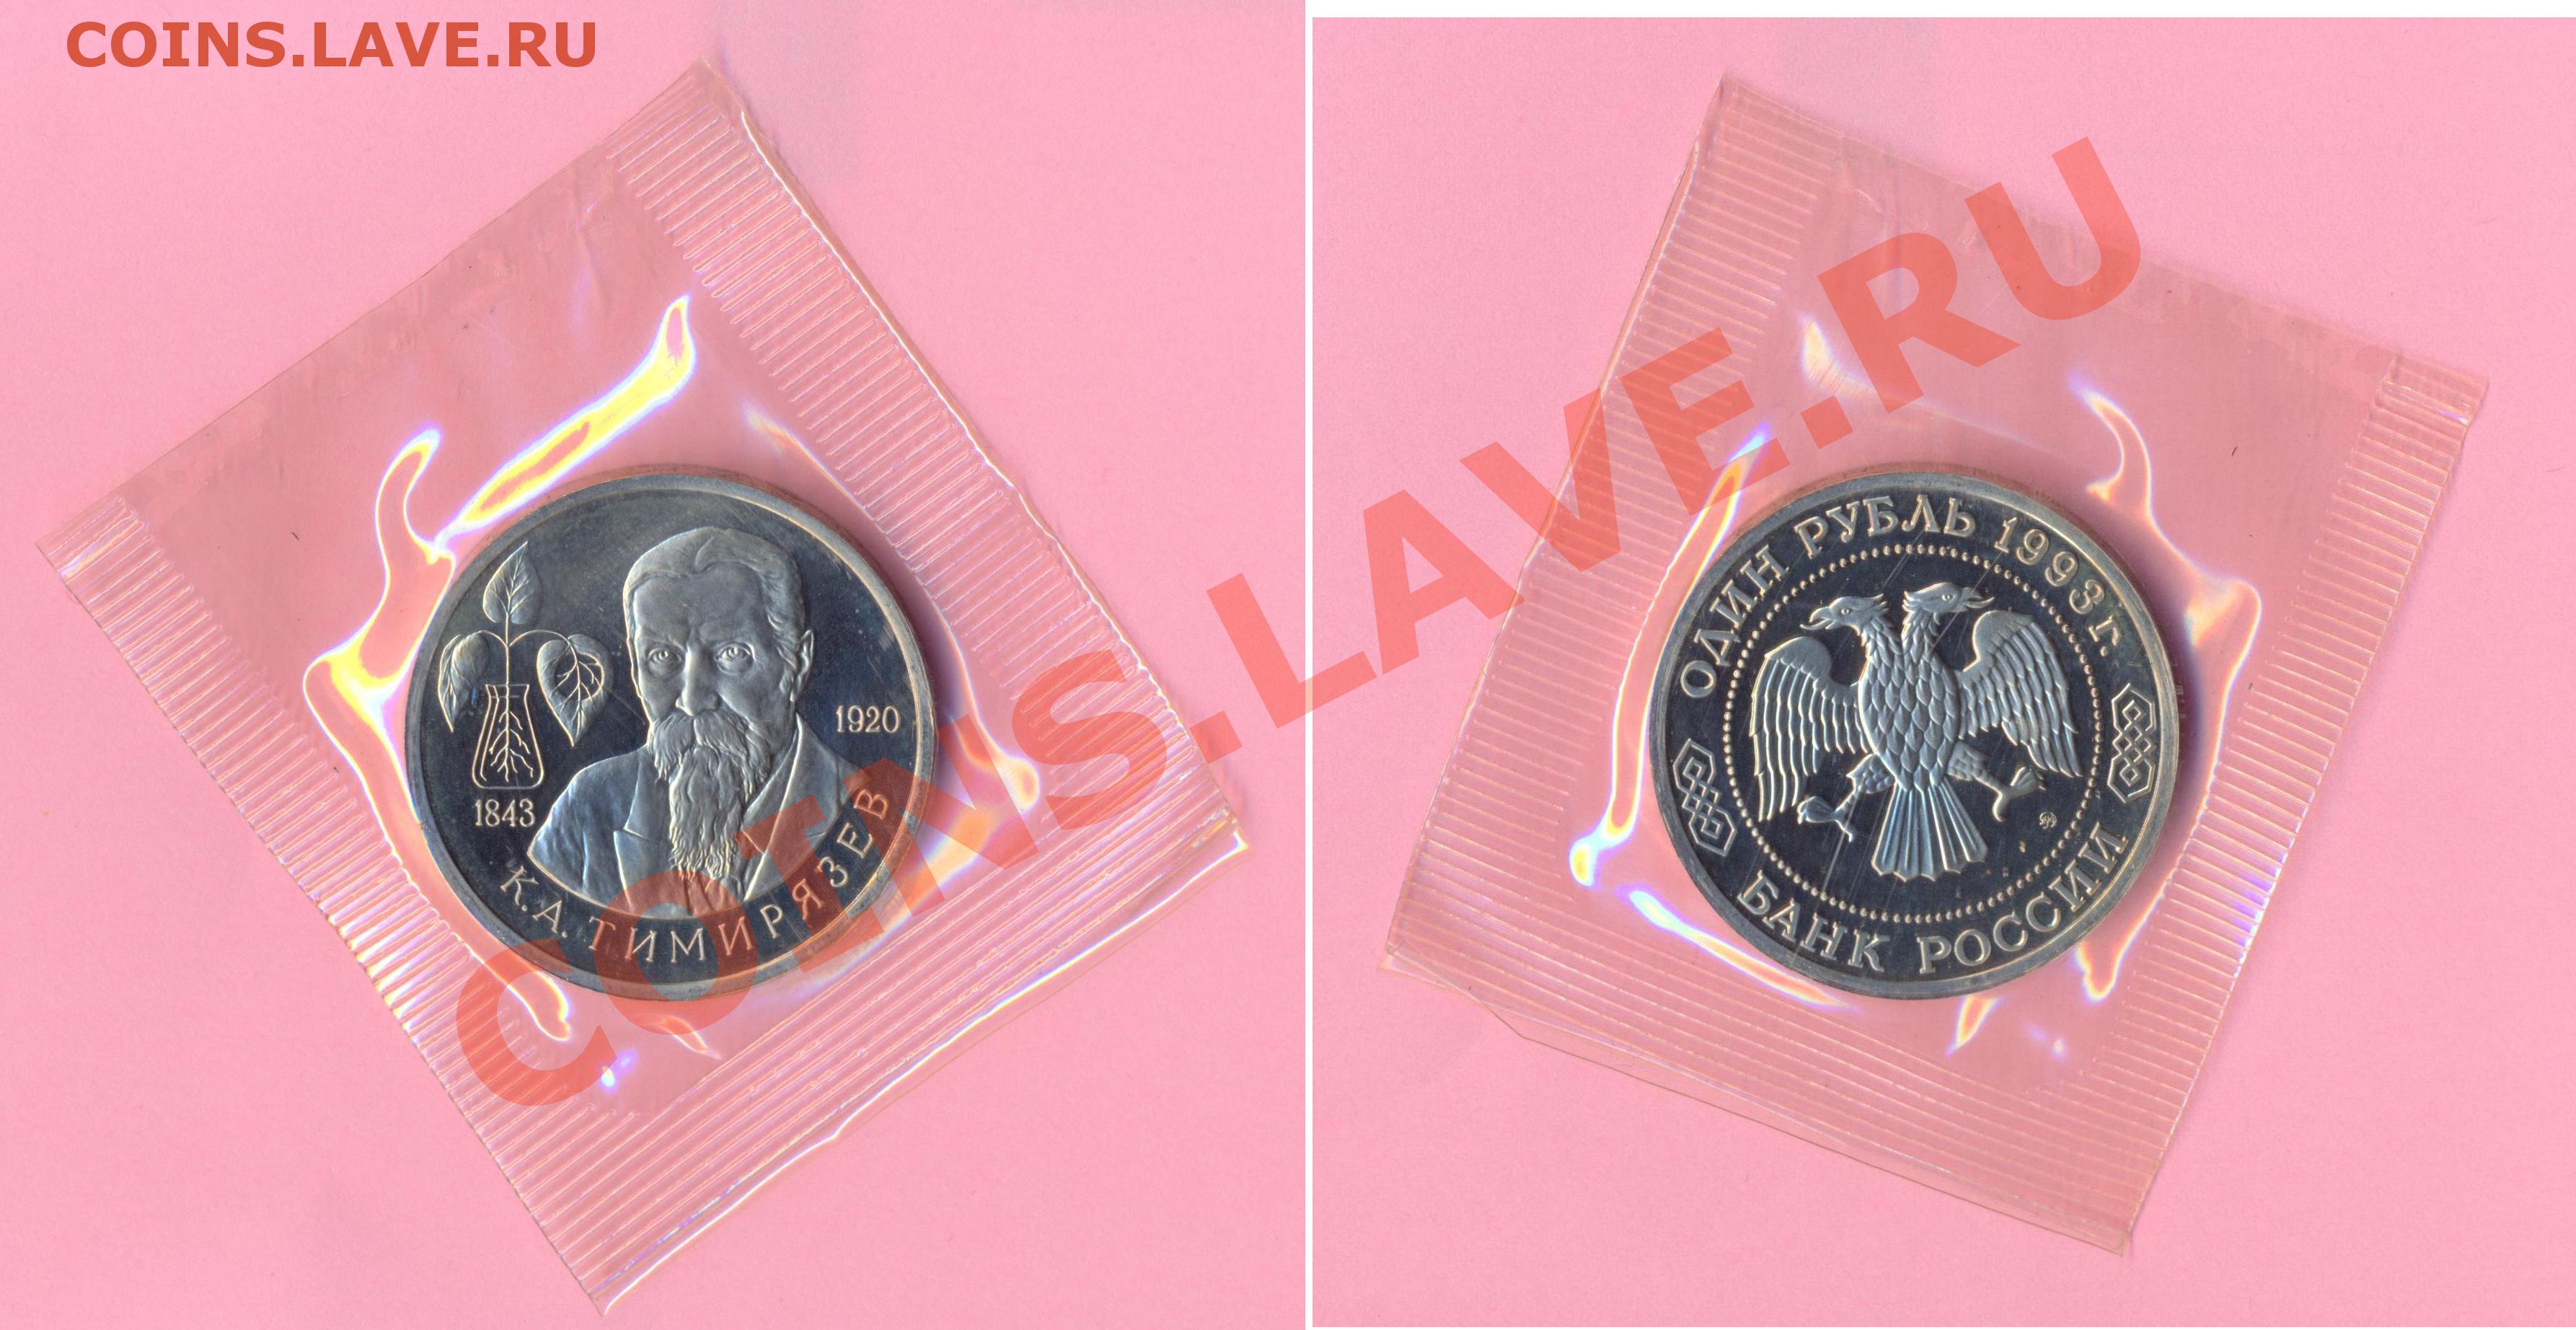 COINS.LAVE.RU
1920
1843
К.А. ТИМИРЯЗЕВ
ОДИН РУБЛЬ 1993 г.
БАНК РОССИИ
COINS.LAVE.RU